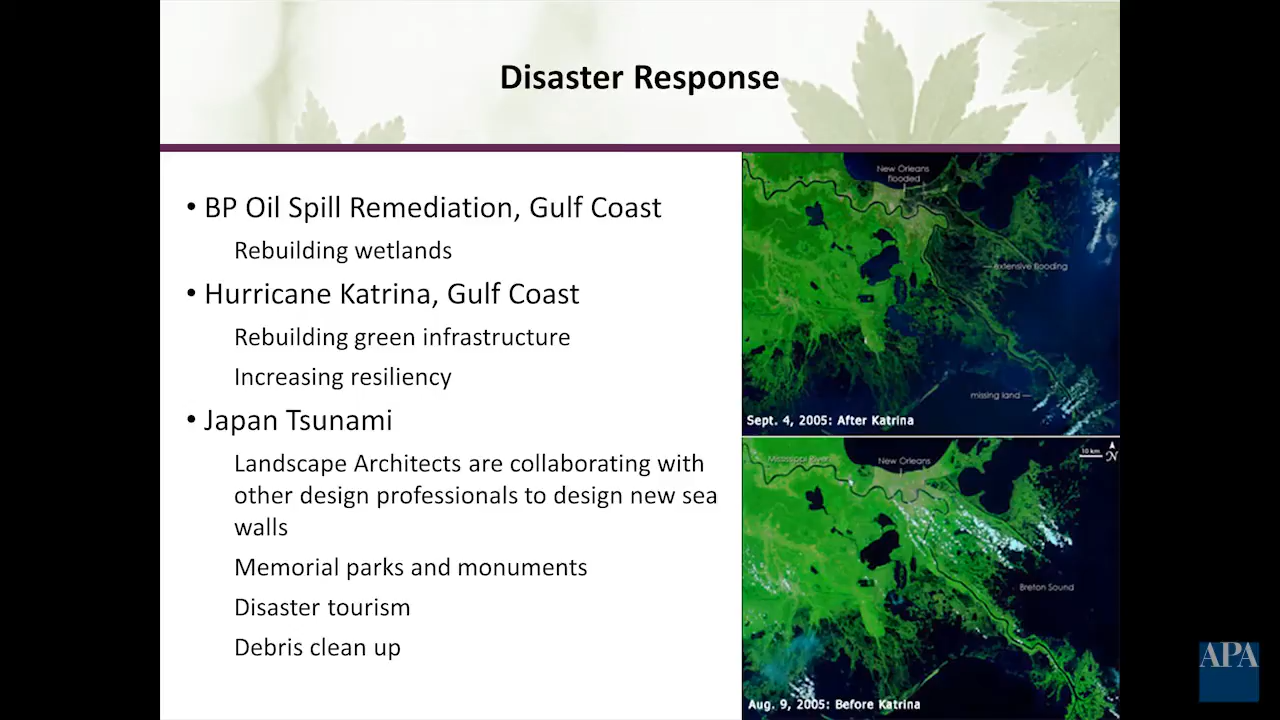 Disaster Response
• BP Oil Spill Remediation, Gulf Coast
Rebuilding wetlands
• Hurricane Katrina, Gulf Coast
Rebuilding green infrastructure
Increasing resiliency
• Japan Tsunami
Landscape Architects are collaborating with
other design professionals to design new sea
walls
Memorial parks and monuments
Disaster tourism
Debris clean up
New Orleans
flooded
extensive flooding
missing land
Sept. 4, 2005: After Katrina
Mississippi River
New Orleans
10 km
N
Breton Sound
Aug. 9, 2005: Before Katrina
APA